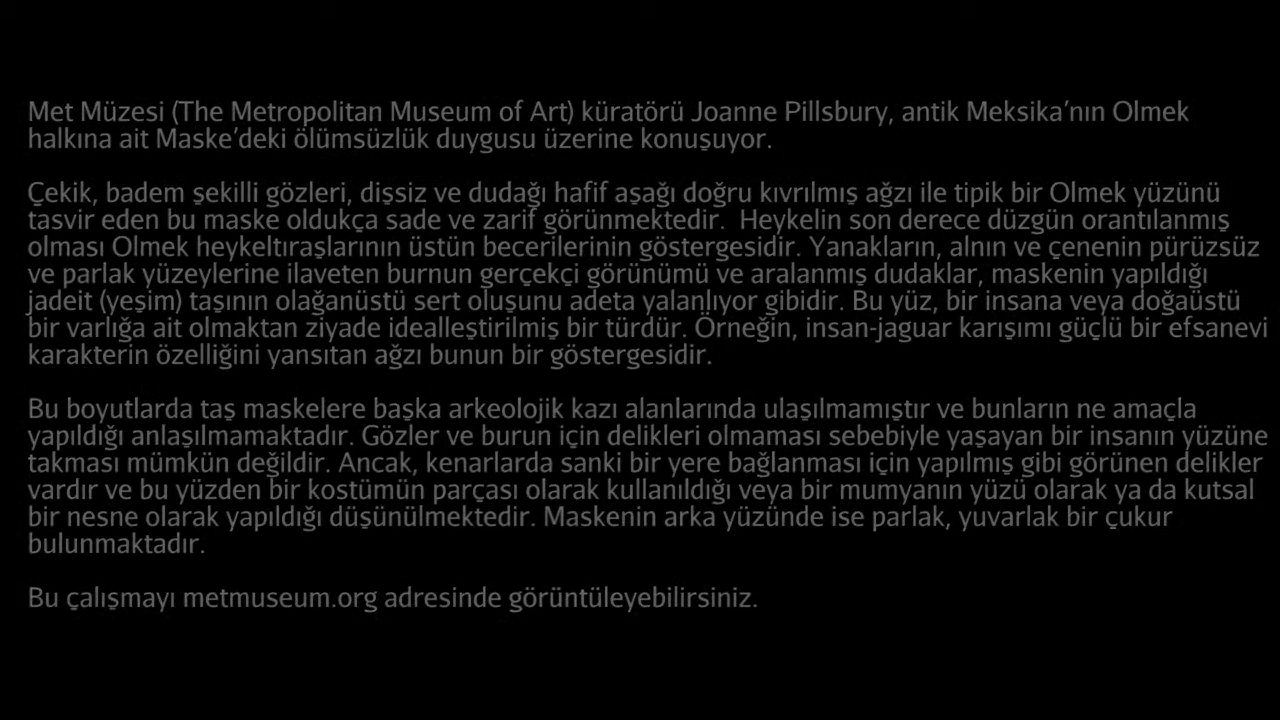 Met Müzesi (The Metropolitan Museum of Art) küratörü Joanne Pillsbury, antik Meksika’nın Olmek
halkına ait Maske’deki ölümsüzlük duygusu üzerine konuşuyor.
Çekik, badem şekilli gözleri, dişsiz ve dudağı hafif aşağı doğru kıvrılmış ağzı ile tipik bir Olmek yüzünü
tasvir eden bu maske oldukça sade ve zarif görünmektedir.  Heykelin son derece düzgün orantılanmış
olması Olmek heykeltıraşlarının üstün becerilerinin göstergesidir. Yanakların, alnın ve çenenin pürüzsüz
ve parlak yüzeylerine ilaveten burnun gerçekçi görünümü ve aralanmış dudaklar, maskenin yapıldığı
jadeit (yeşim) taşının olağanüstü sert oluşunu adeta yalanlıyor gibidir. Bu yüz, bir insana veya doğaüstü
bir varlığa ait olmaktan ziyade idealleştirilmiş bir türdür. Örneğin, insan-jaguar karışımı güçlü bir efsanevi
karakterin özelliğini yansıtan ağzı bunun bir göstergesidir.
Bu boyutlarda taş maskelere başka arkeolojik kazı alanlarında ulaşılmamıştır ve bunların ne amaçla
yapıldığı anlaşılmamaktadır. Gözler ve burun için delikleri olmaması sebebiyle yaşayan bir insanın yüzüne
takması mümkün değildir. Ancak, kenarlarda sanki bir yere bağlanması için yapılmış gibi görünen delikler
vardır ve bu yüzden bir kostümün parçası olarak kullanıldığı veya bir mumyanın yüzü olarak ya da kutsal
bir nesne olarak yapıldığı düşünülmektedir. Maskenin arka yüzünde ise parlak, yuvarlak bir çukur
bulunmaktadır.
Bu çalışmayı metmuseum.org adresinde görüntüleyebilirsiniz.